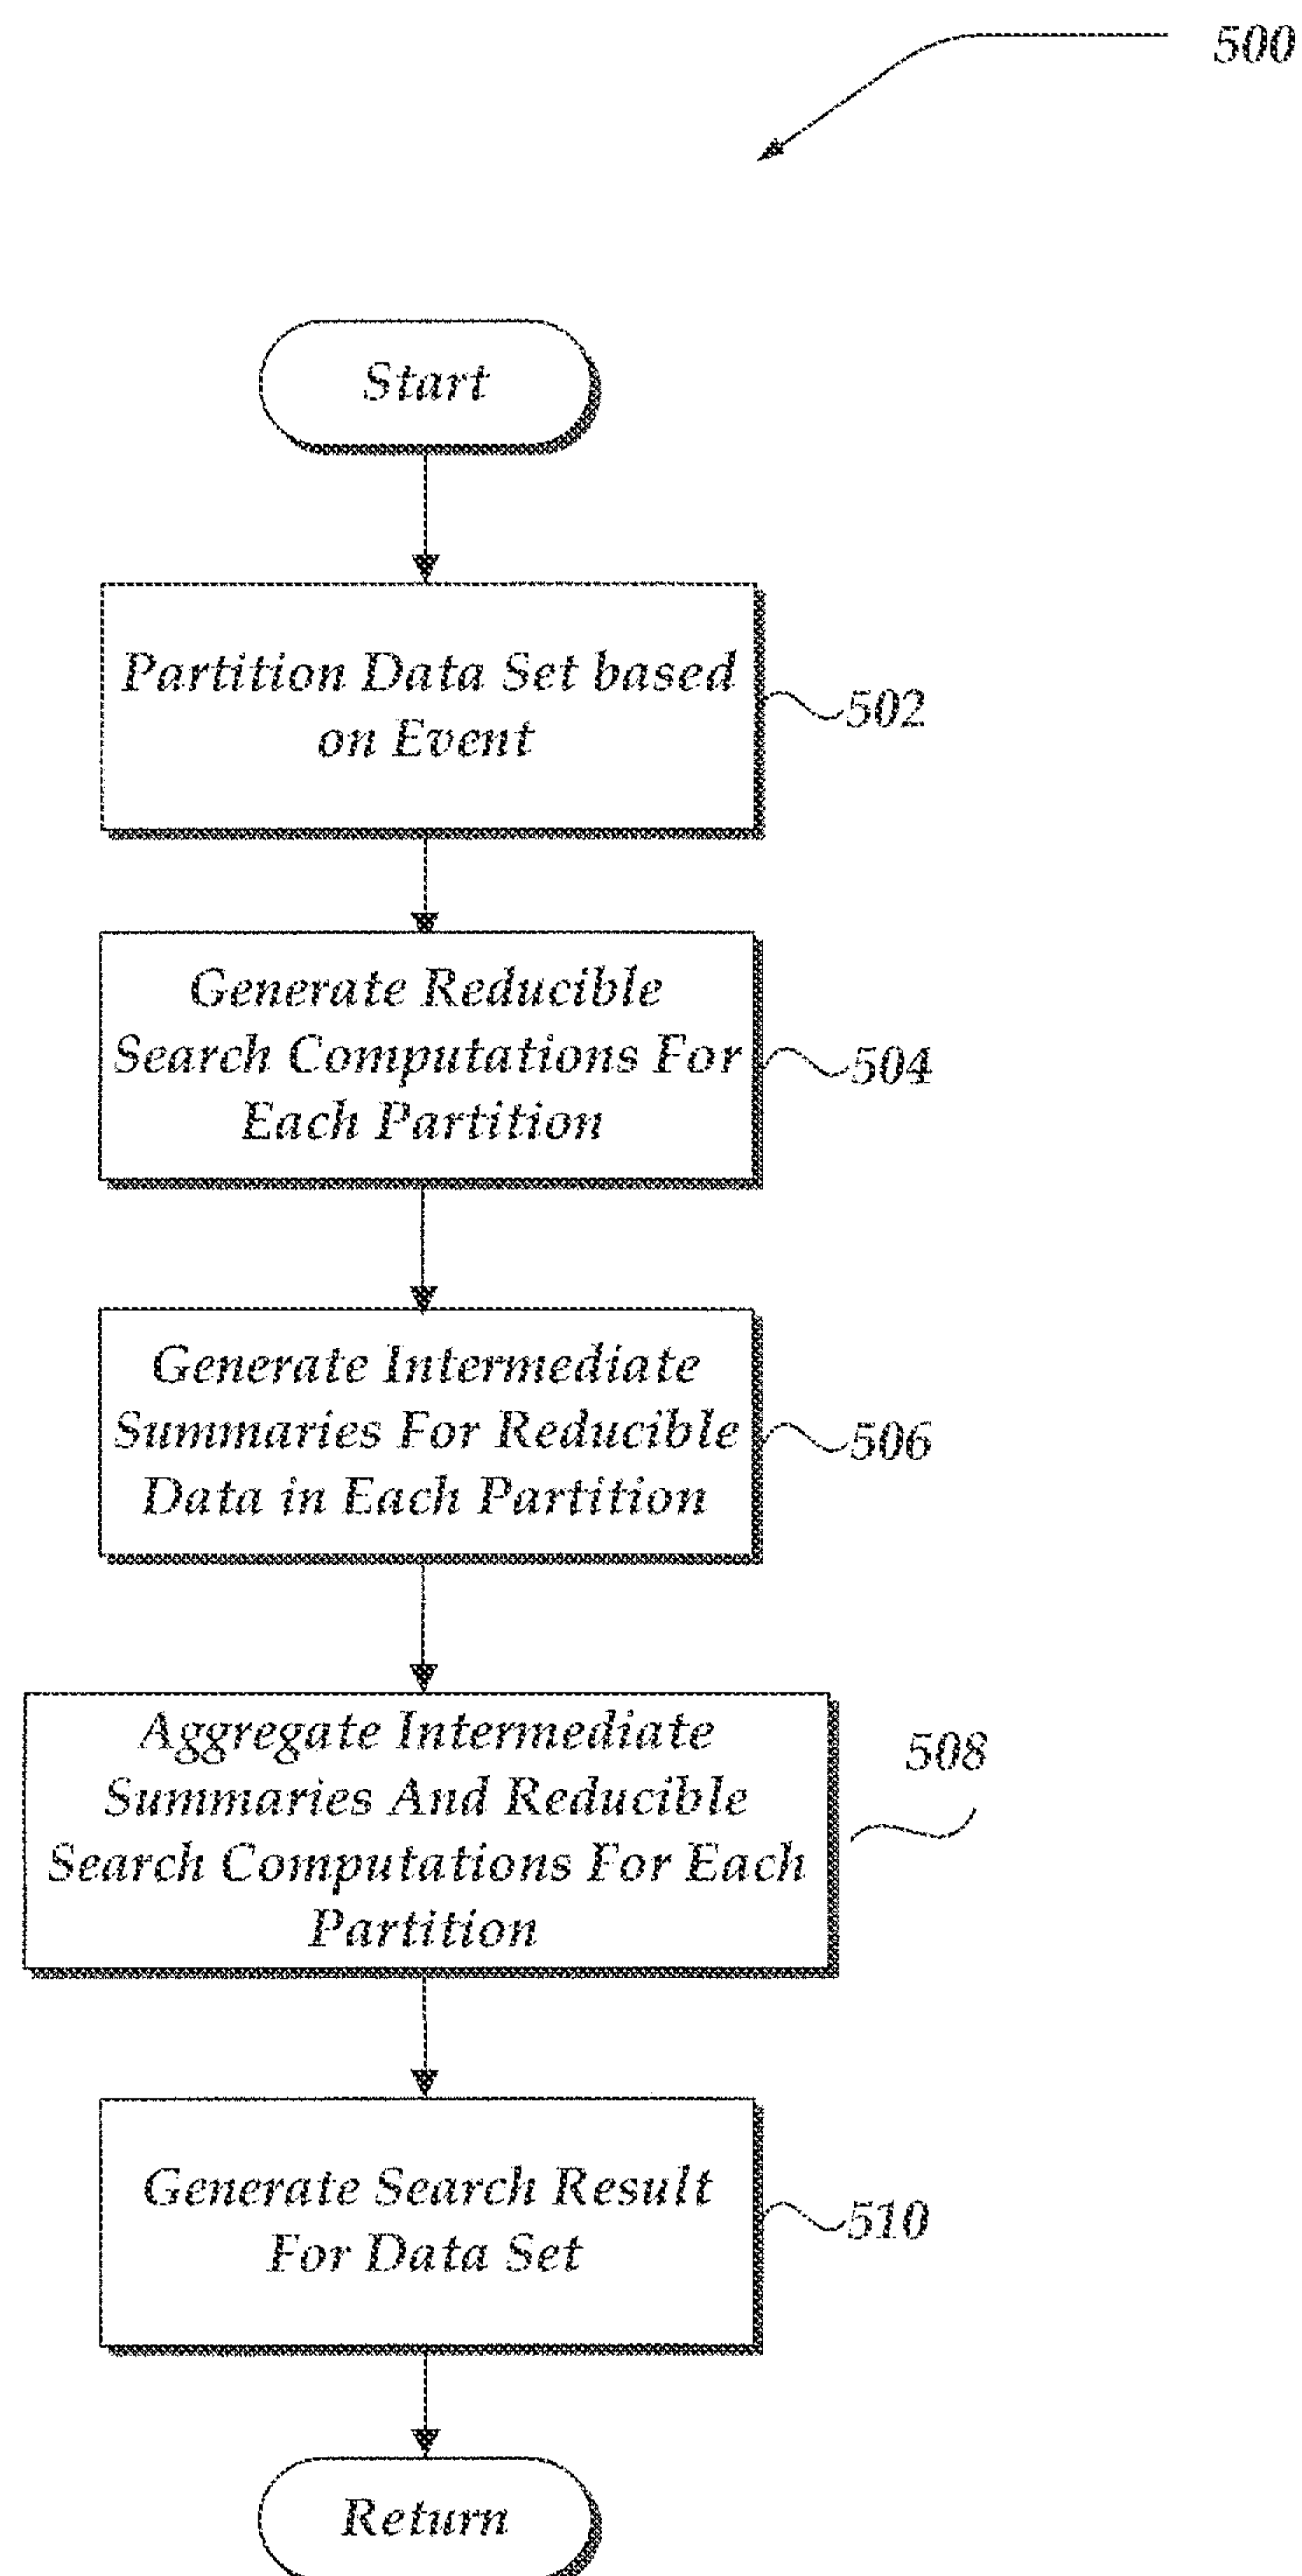 500
Start
Partition Data Set based
on Event
502
Generate Reducible
Search Computations For
Each Partition
504
Generate Intermediate
Summaries For Reducible
Data in Each Partition
506
Aggregate Intermediate
Summaries And Reducible
Search Computations For Each
Partition
508
Generate Search Result
For Data Set
510
Return